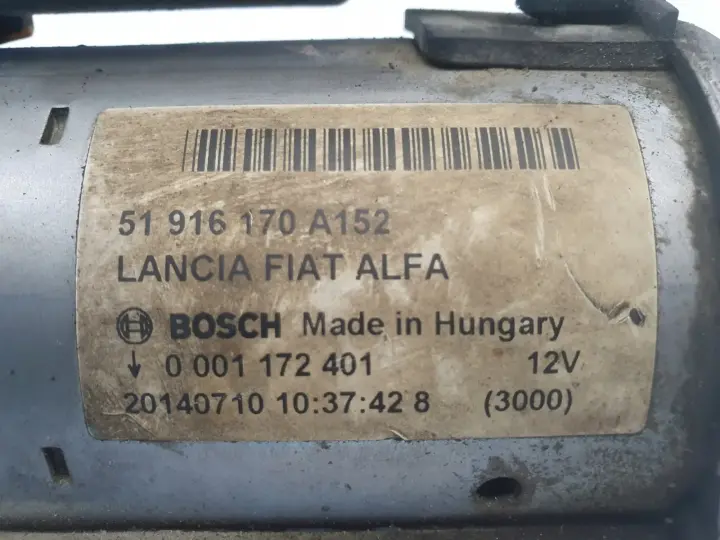 51 916 170 A152
LANCIA FIAT ALFA
BOSCH Made in Hungary
↓ 0 001 172 401 12V
20140710 10:37:42 8 (3000)